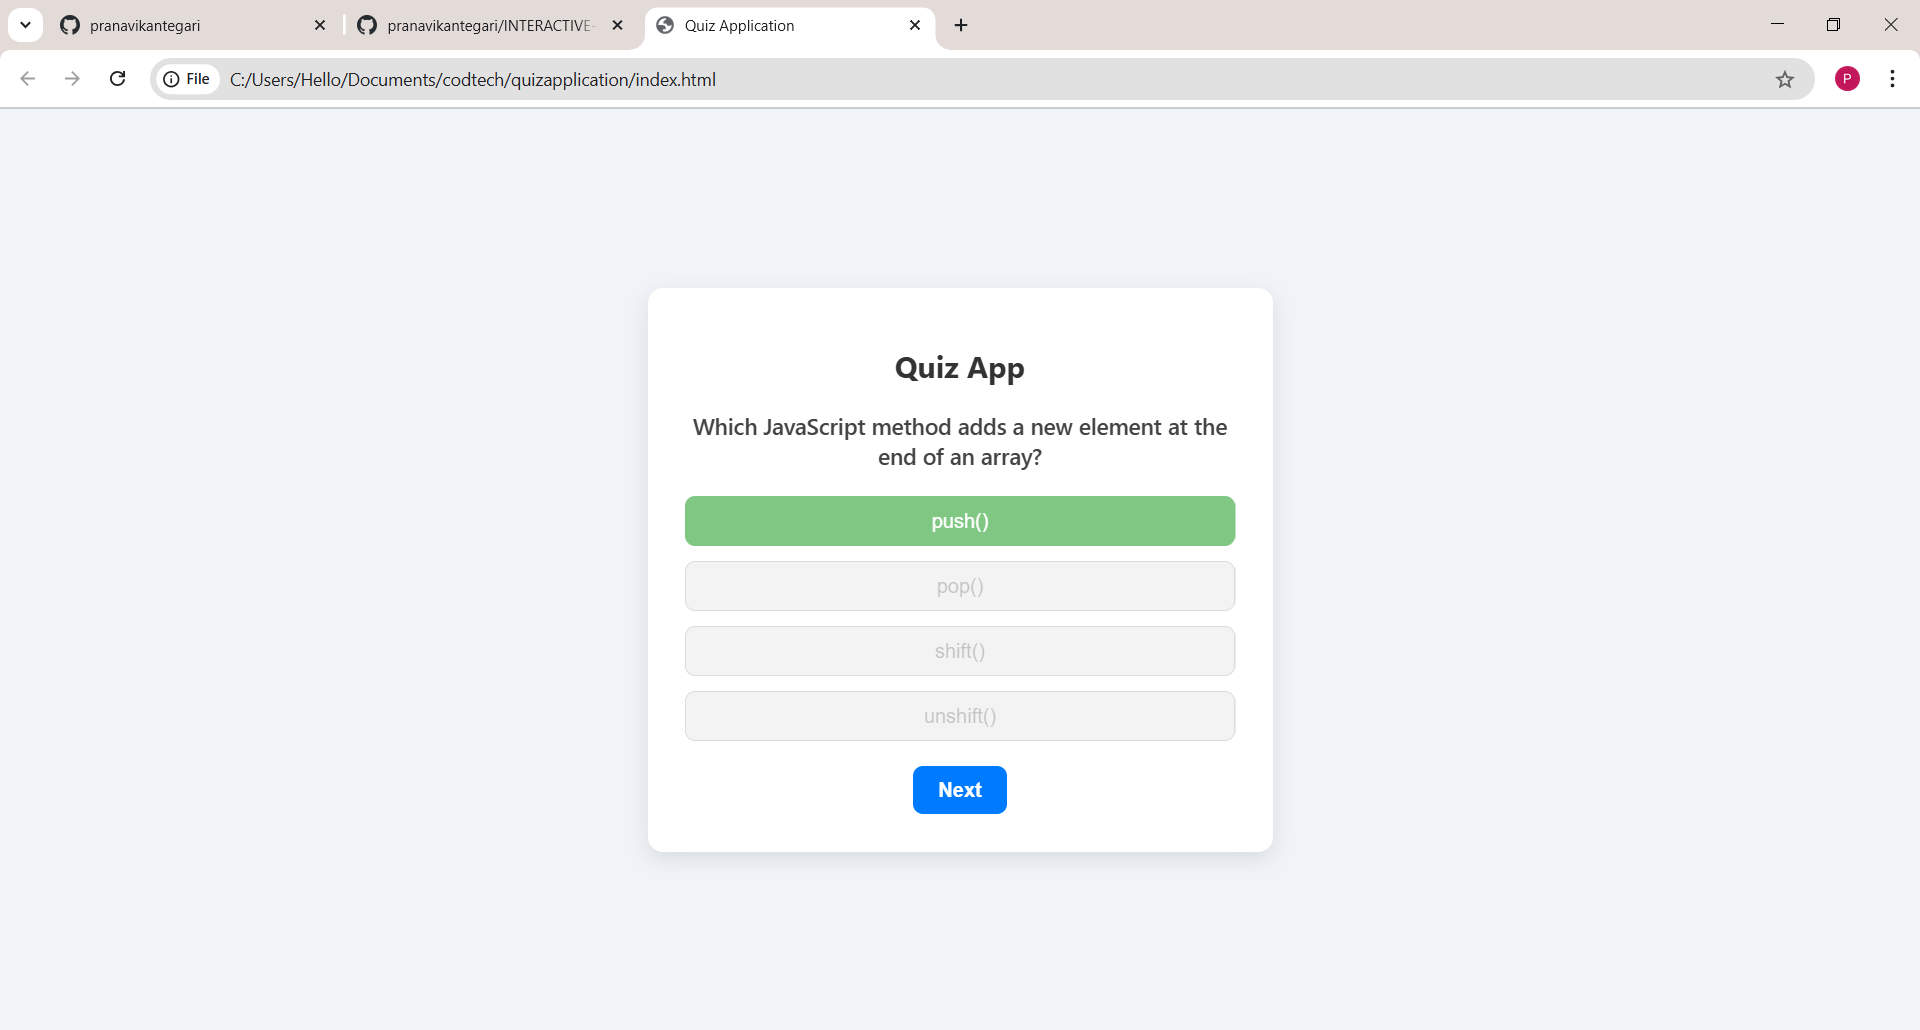 pranavikantegari
pranavikantegari/INTERACTIVE-
Quiz Application
File
C:/Users/Hello/Documents/codtech/quizapplication/index.html
P
Quiz App
Which JavaScript method adds a new element at the
end of an array?
push()
pop()
shift()
unshift()
Next